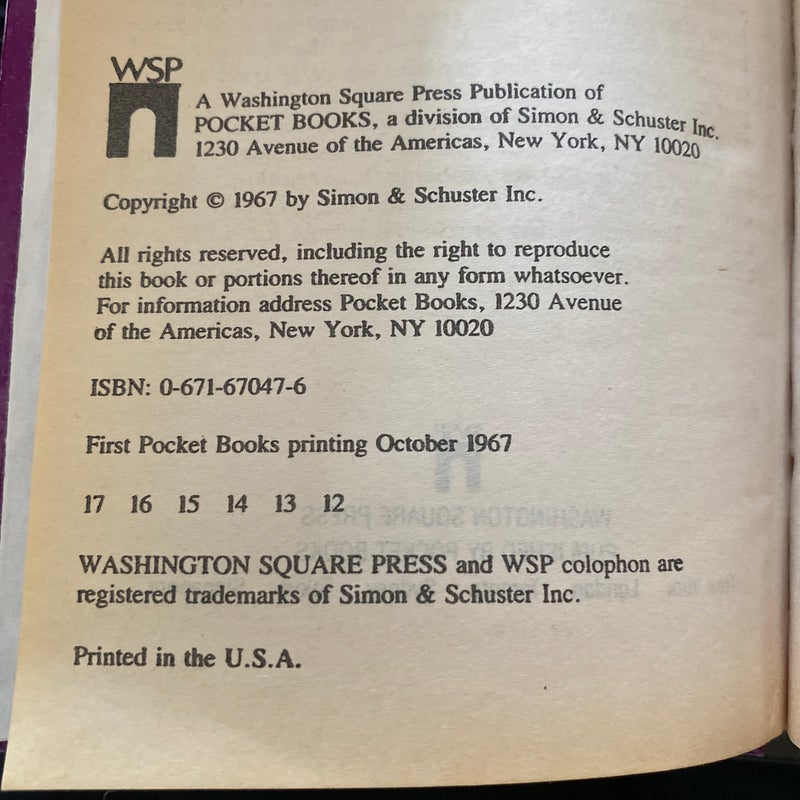 WSP
A Washington Square Press Publication of
POCKET BOOKS, a division of Simon & Schuster Inc.
1230 Avenue of the Americas, New York, NY 10020
Copyright © 1967 by Simon & Schuster Inc.
All rights reserved, including the right to reproduce
this book or portions thereof in any form whatsoever.
For information address Pocket Books, 1230 Avenue
of the Americas, New York, NY 10020
ISBN: 0-671-67047-6
First Pocket Books printing October 1967
17 16 15 14 13 12
WASHINGTON SQUARE PRESS and WSP colophon are
registered trademarks of Simon & Schuster Inc.
Printed in the U.S.A.